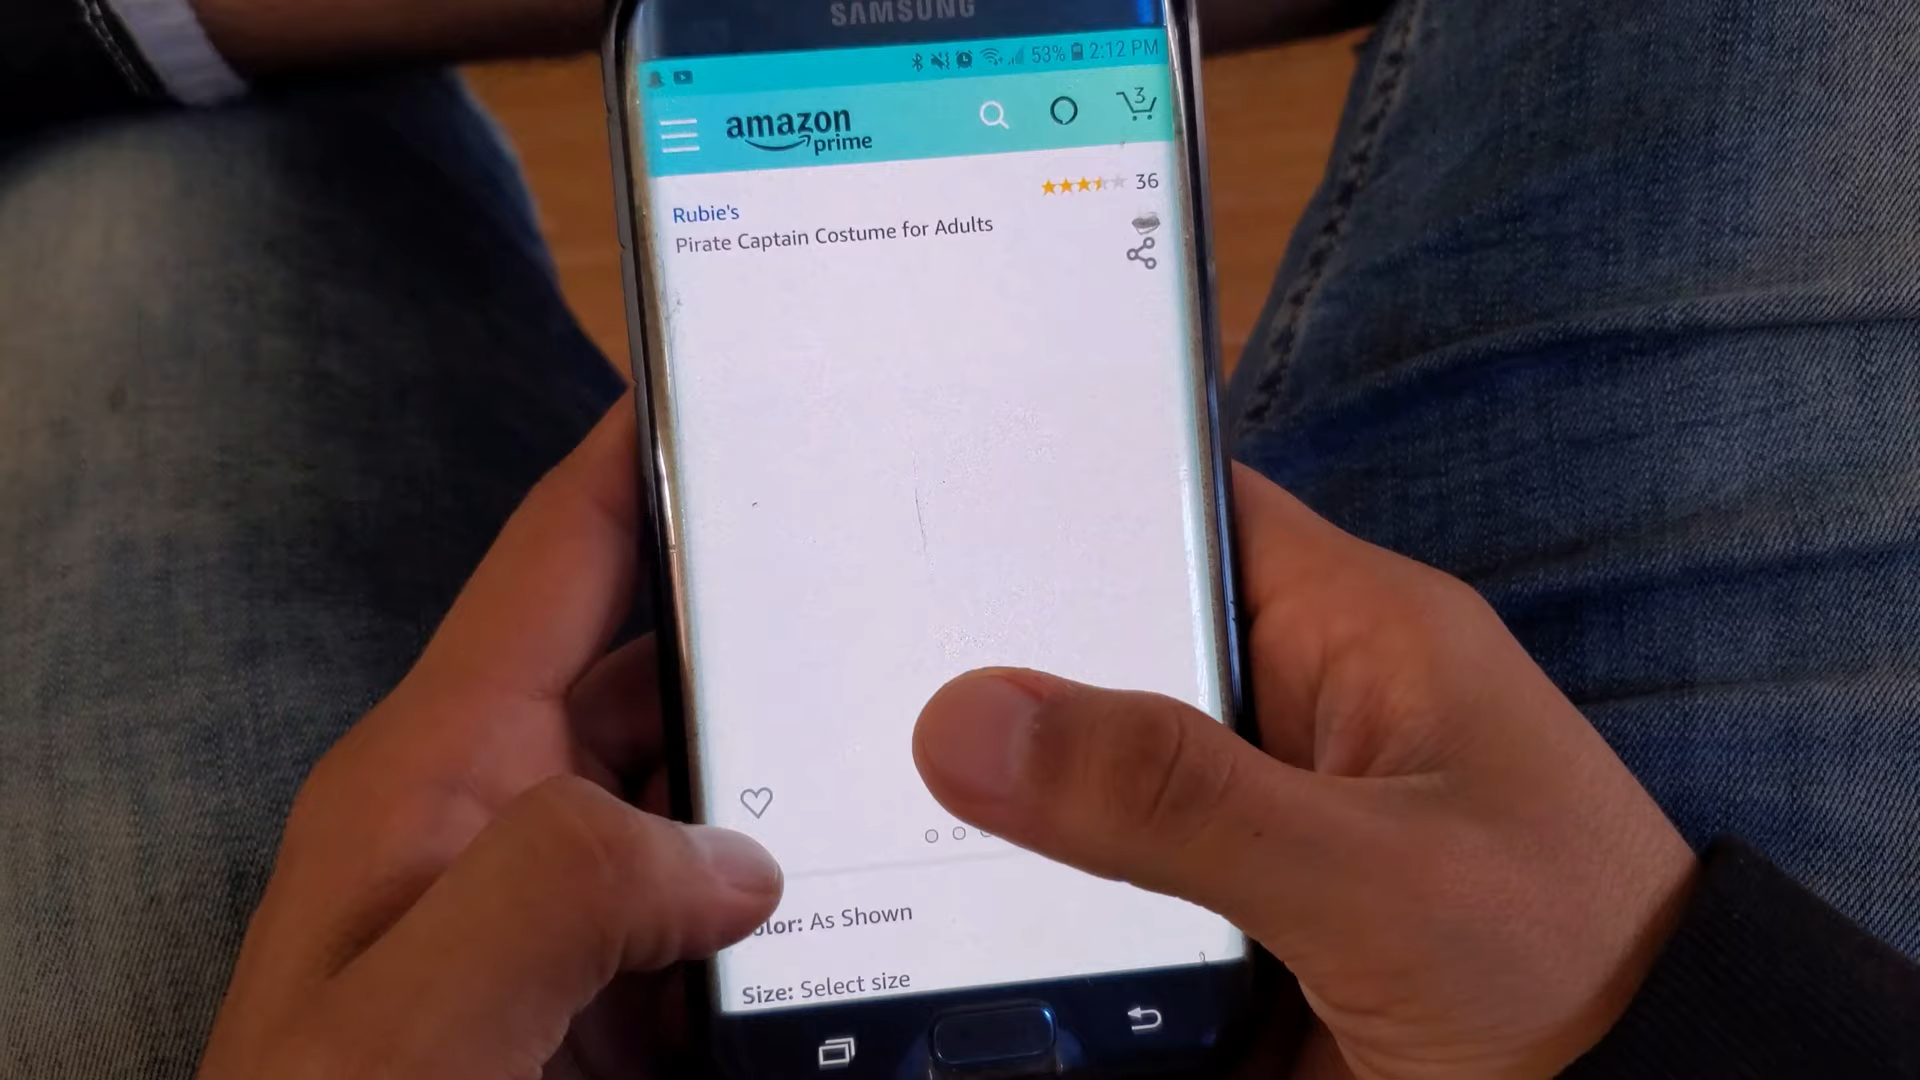 SAMSUNG
53% 2:12 PM
amazon
prime
3
36
Rubie's
Pirate Captain Costume for Adults
olor: As Shown
Size: Select size